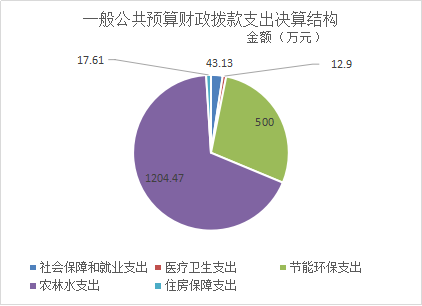 一般公共预算财政拨款支出决算结构
金额（万元）
17.61
43.13
12.9
500
1204.47
社会保障和就业支出 医疗卫生支出 节能环保支出
农林水支出 住房保障支出